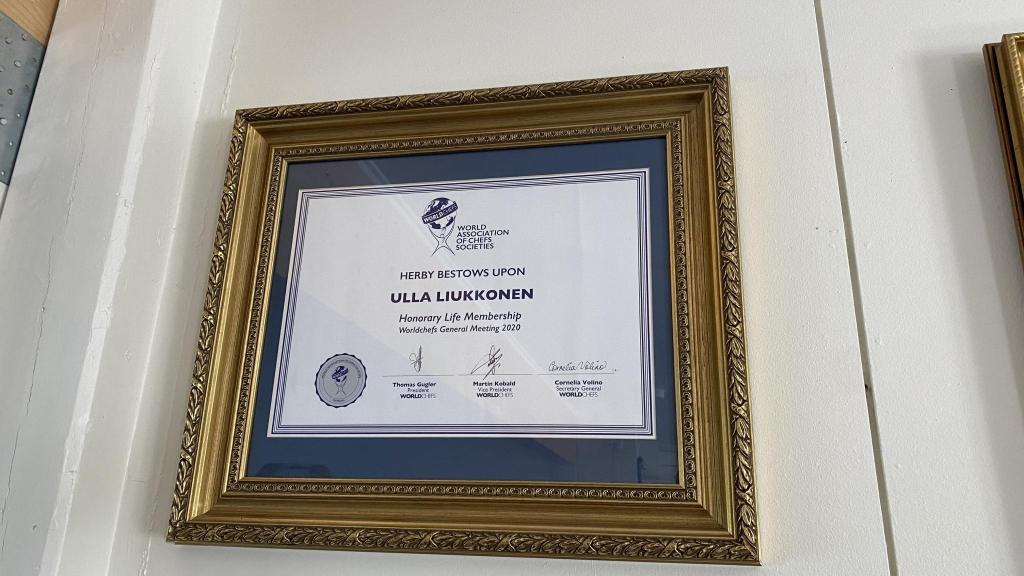 WORLDCHEFS
WORLD
ASSOCIATION
OF CHEFS
SOCIETIES
HERBY BESTOWS UPON
ULLA LIUKKONEN
Honorary Life Membership
Worldchefs General Meeting 2020
Cornelia Volino
Thomas Gugler
President
WORLDCHEFS
Martin Kobald
Vice President
WORLDCHEFS
Cornelia Volino
Secretary General
WORLDCHEFS